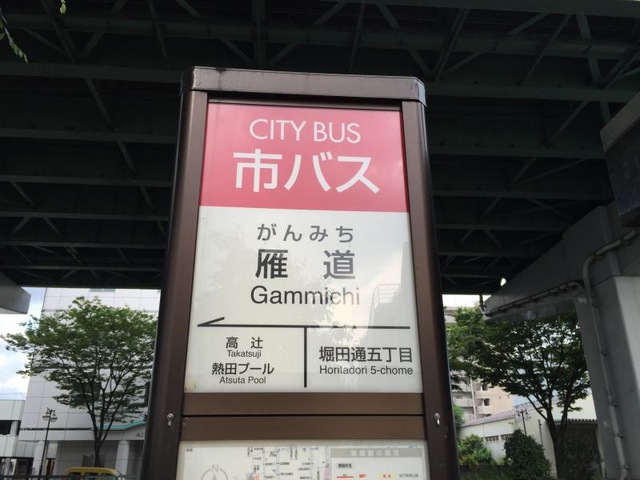 CITY BUS
市バス
がんみち
雁道
Gammichi
高辻
Takatsuji
熱田プール
Atsuta Pool
堀田通五丁目
Horitadori 5-chome